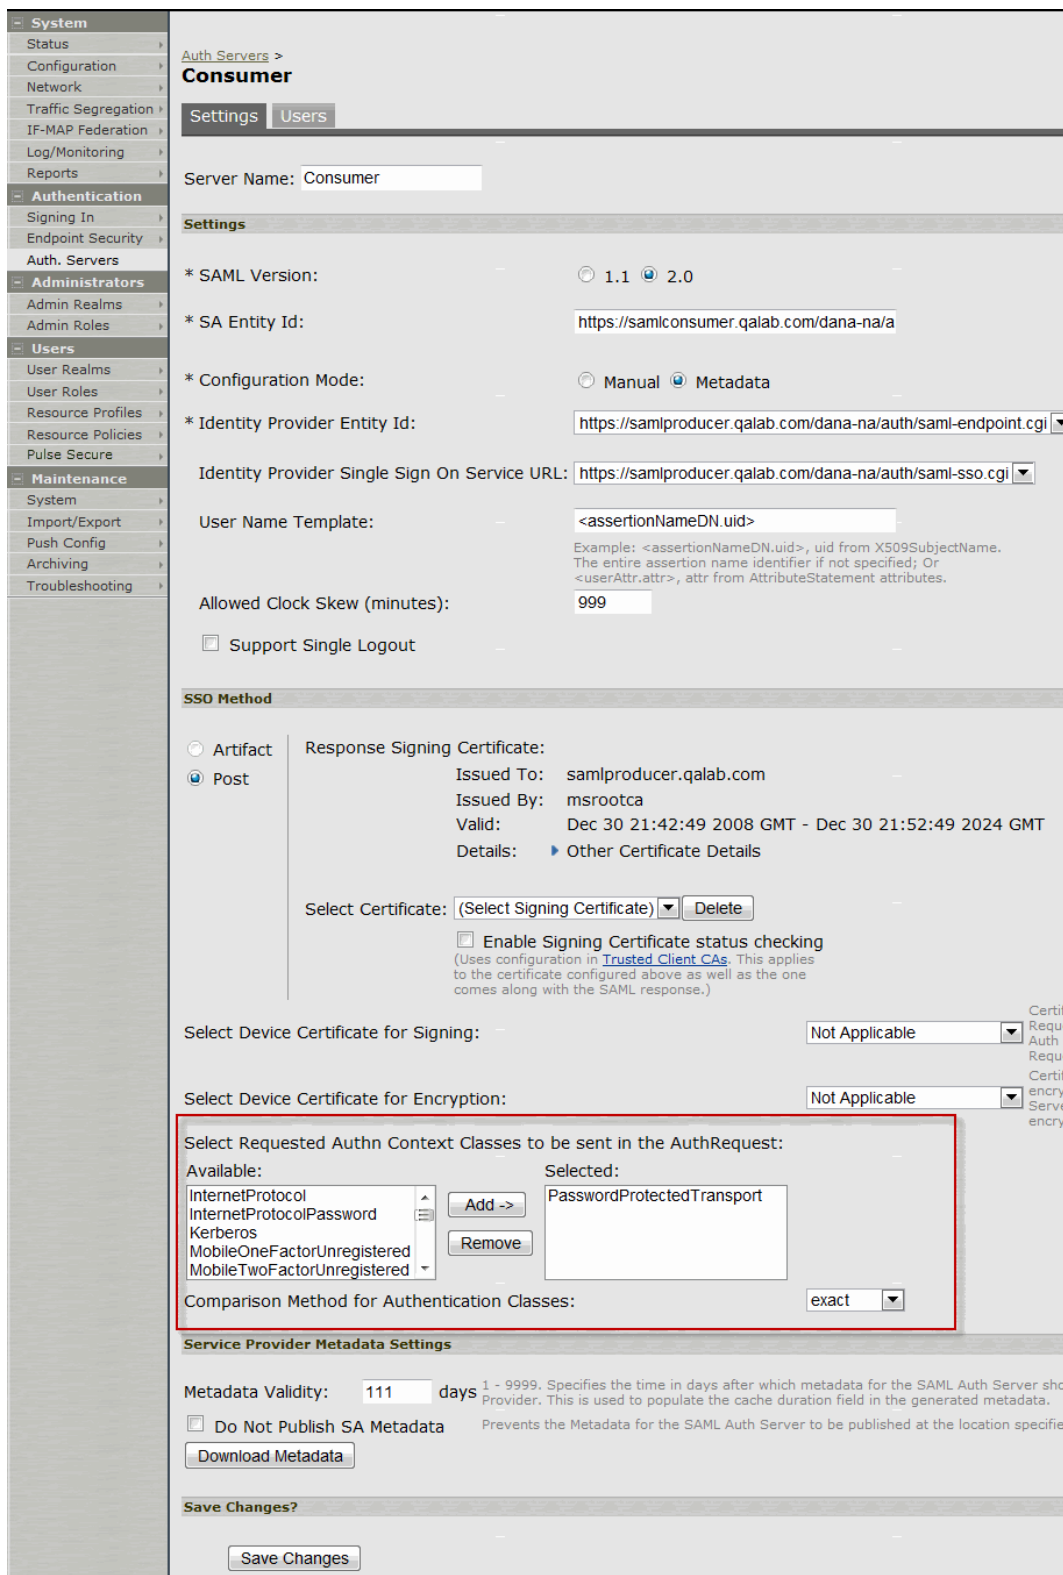 System
Status
Configuration
Network
Traffic Segregation
IF-MAP Federation
Log/Monitoring
Reports
Authentication
Signing In
Endpoint Security
Auth. Servers
Administrators
Admin Realms
Admin Roles
Users
User Realms
User Roles
Resource Profiles
Resource Policies
Pulse Secure
Maintenance
System
Import/Export
Push Config
Archiving
Troubleshooting
Auth Servers >
Consumer
Settings Users
Server Name: Consumer
Settings
* SAML Version: 1.1 2.0
* SA Entity Id: https://samlconsumer.qalab.com/dana-na/a
* Configuration Mode: Manual Metadata
* Identity Provider Entity Id: https://samlproducer.qalab.com/dana-na/auth/saml-endpoint.cgi
Identity Provider Single Sign On Service URL: https://samlproducer.qalab.com/dana-na/auth/saml-sso.cgi
User Name Template: <assertionNameDN.uid>
Example: <assertionNameDN.uid>, uid from X509SubjectName.
The entire assertion name identifier if not specified; Or
<userAttr.attr>, attr from AttributeStatement attributes.
Allowed Clock Skew (minutes): 999
Support Single Logout
SSO Method
Artifact
Post
Response Signing Certificate:
Issued To: samlproducer.qalab.com
Issued By: msrootca
Valid: Dec 30 21:42:49 2008 GMT - Dec 30 21:52:49 2024 GMT
Details: Other Certificate Details
Select Certificate: (Select Signing Certificate) Delete
Enable Signing Certificate status checking
(Uses configuration in Trusted Client CAs. This applies
to the certificate configured above as well as the one
comes along with the SAML response.)
Select Device Certificate for Signing: Not Applicable
Auth
Select Device Certificate for Encryption: Not Applicable
Select Requested Authn Context Classes to be sent in the AuthRequest:
Available: Selected:
InternetProtocol
InternetProtocolPassword
Kerberos
MobileOneFactorUnregistered
MobileTwoFactorUnregistered
Add ->
Remove
PasswordProtectedTransport
Comparison Method for Authentication Classes: exact
Service Provider Metadata Settings
Metadata Validity: 111 days
1 - 9999. Specifies the time in days after which metadata for the SAML Auth Server
Provider. This is used to populate the cache duration field in the generated metadata.
Do Not Publish SA Metadata
Prevents the Metadata for the SAML Auth Server to be published at the location
Download Metadata
Save Changes?
Save Changes